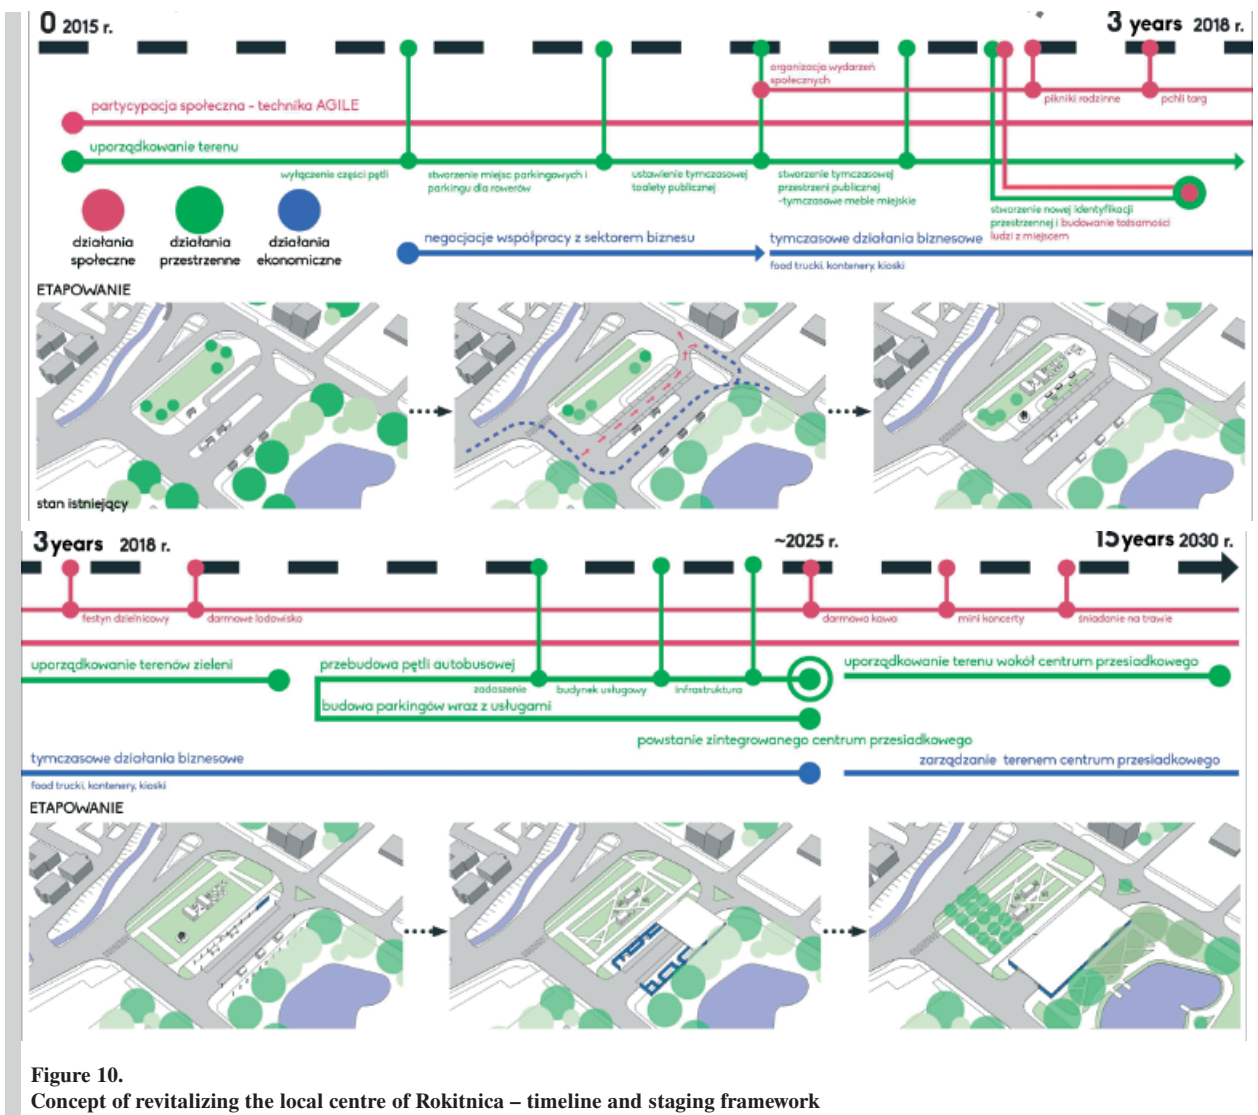 0 2015 r.
3 years 2018 r.
organizacja wydarzeń
społecznych
pikniki rodzinne
pchli targ
partycypacja społeczna - technika AGILE
uporządkowanie terenu
wyłączenie części pętli
stworzenie miejsc parkingowych i
parkingu dla rowerów
ustawienie tymczasowej
toalety publicznej
stworzenie tymczasowej
przestrzeni publicznej
-tymczasowe meble miejskie
stworzenie nowej identyfikacji
przestrzennej i budowanie tożsamości
ludzi z miejscem
działania
społeczne
działania
przestrzenne
działania
ekonomiczne
negocjacje współpracy z sektorem biznesu
tymczasowe działania biznesowe
food trucki, kontenery, kioski
ETAPOWANIE
stan istniejący
3 years 2018 r.
~2025 r.
15 years 2030 r.
festyn dzielnicowy
darmowe lodowisko
darmowa kawa
mini koncerty
śniadanie na trawie
uporządkowanie terenów zieleni
przebudowa pętli autobusowej
zadaszenie
budynek usługowy
infrastruktura
uporządkowanie terenu wokół centrum przesiadkowego
budowa parkingów wraz z usługami
powstanie zintegrowanego centrum przesiadkowego
tymczasowe działania biznesowe
food trucki, kontenery, kioski
zarządzanie terenem centrum przesiadkowego
ETAPOWANIE
Figure 10.
Concept of revitalizing the local centre of Rokitnica – timeline and staging framework